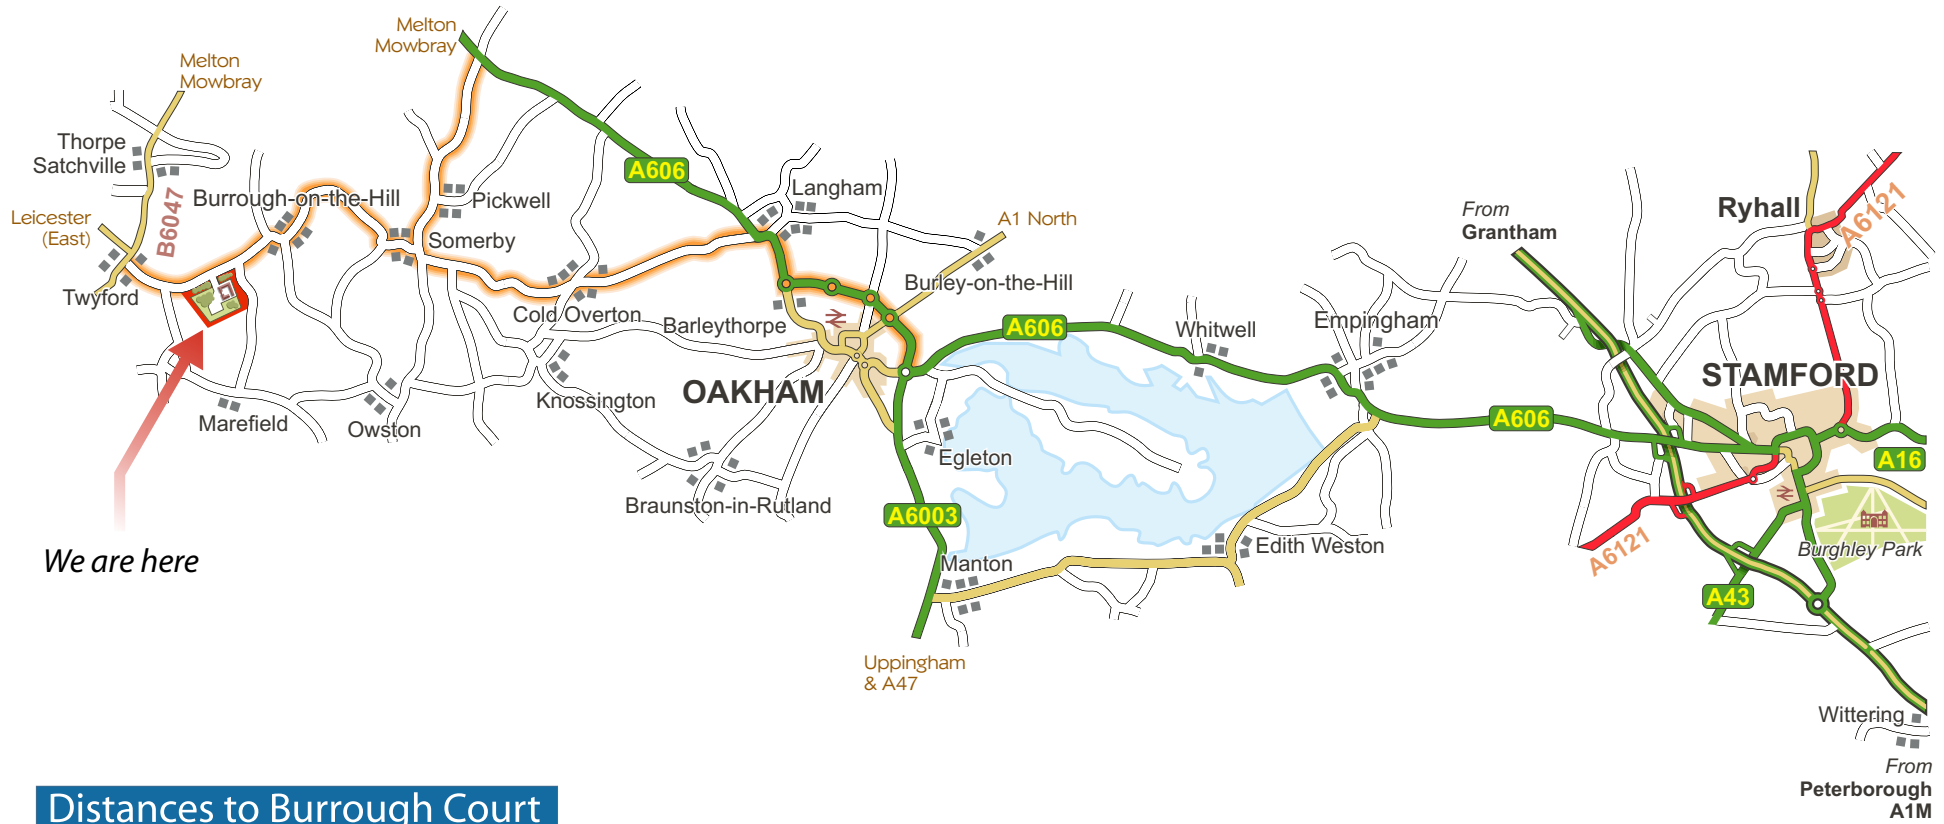 Melton
Mowbray
Melton
Mowbray
Thorpe
Satchville
B6047
Leicester
(East)
Twyford
Burrough-on-the-Hill
Pickwell
Somerby
A606
Langham
A1 North
Burley-on-the-Hill
Cold Overton
Barleythorpe
OAKHAM
Knossington
Marefield
Owston
Braunston-in-Rutland
We are here
A606
Whitwell
Empingham
Egleton
A6003
Manton
Edith Weston
Uppingham
& A47
A606
From
Grantham
Ryhall
A6121
STAMFORD
A16
A6121
Burghley Park
A43
Wittering
From
Peterborough
A1M
Distances to Burrough Court